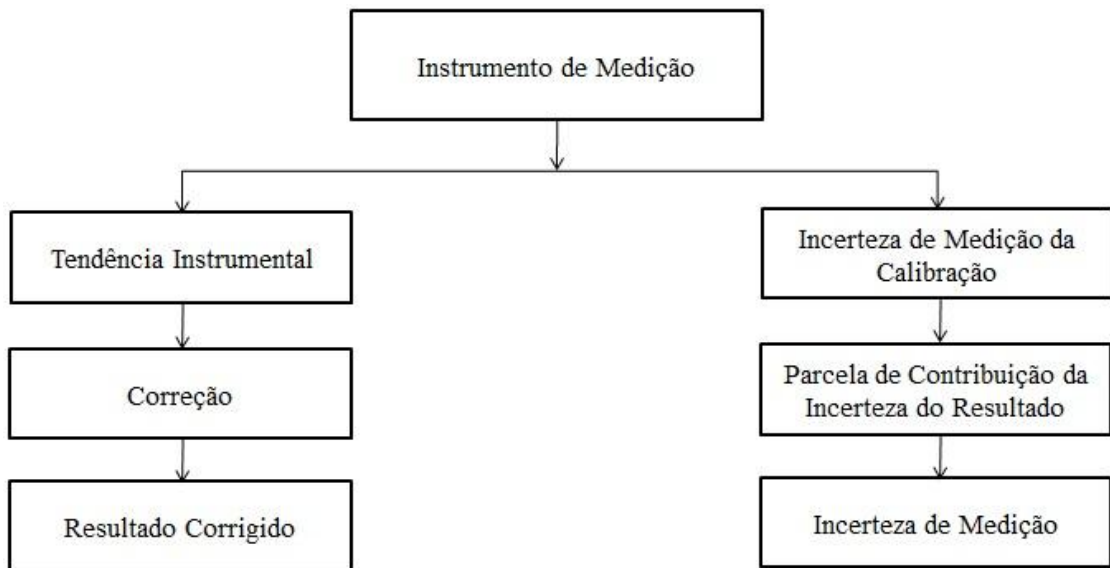 Instrumento de Medição
Tendência Instrumental
Correção
Resultado Corrigido
Incerteza de Medição da
Calibração
Parcela de Contribuição da
Incerteza do Resultado
Incerteza de Medição